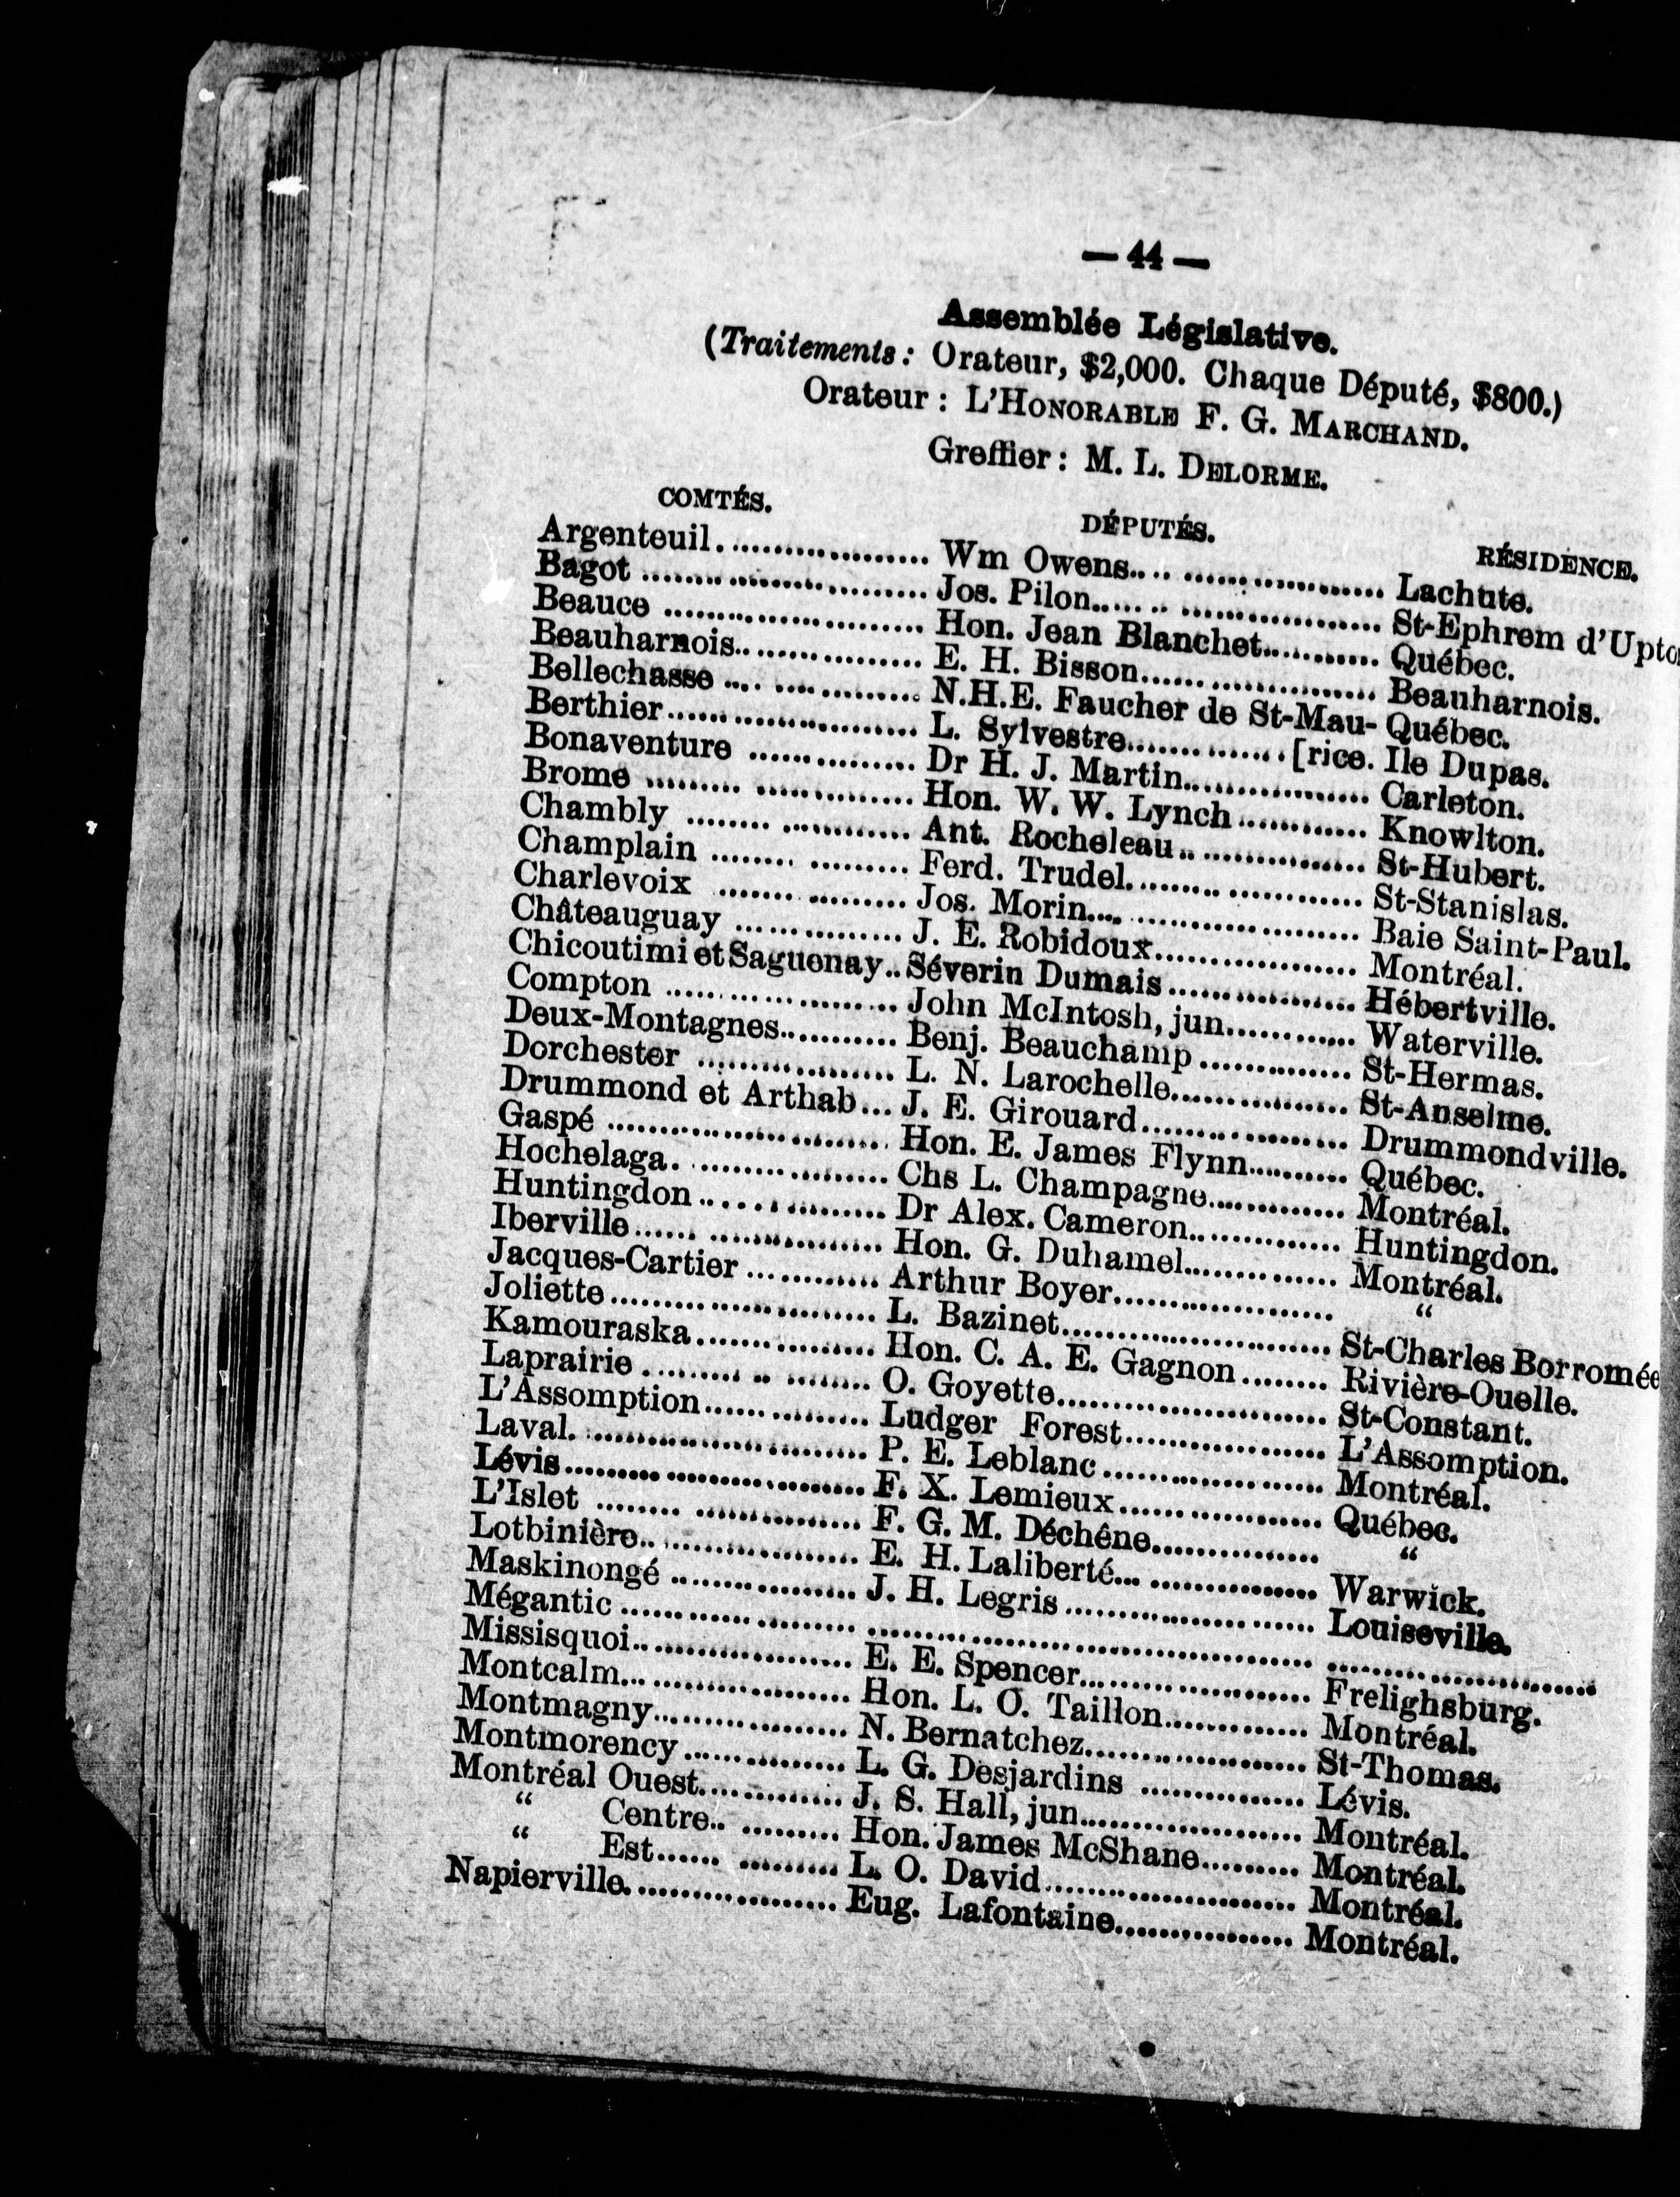 — 44 —
Assemblée Législative.
(Traitements : Orateur, $2,000. Chaque Député, $800.)
Orateur : L'HONORABLE F. G. MARCHAND.
Greffier : M. L. DELORME.
COMTÉS. DÉPUTÉS. RÉSIDENCE.
Argenteuil.................... Wm Owens.... .................... Lachute.
Bagot ............................ Jos. Pilon...... .................... St-Ephrem d'Upto
Beauce .......................... Hon. Jean Blanchet............ Québec.
Beauharnois................... E. H. Bisson........................ Beauharnois.
Bellechasse .... .............. N.H.E. Faucher de St-Mau- Québec.
Berthier......................... L. Sylvestre................[rice. Ile Dupas.
Bonaventure ................ Dr H. J. Martin................... Carleton.
Brome ......... ............... Hon. W. W. Lynch ............. Knowlton.
Chambly ........ ............. Ant. Rocheleau .................. St-Hubert.
Champlain ........ .......... Ferd. Trudel......... ............. St-Stanislas.
Charlevoix ........ .......... Jos. Morin.... ...................... Baie Saint-Paul.
Châteauguay ................ J. E. Robidoux.................... Montréal.
Chicoutimi et Saguenay.. Séverin Dumais .................. Hébertville.
Compton ....................... John McIntosh, jun............. Waterville.
Deux-Montagnes............ Benj. Beauchamp ............... St-Hermas.
Dorchester .................... L. N. Larochelle................. St-Anselme.
Drummond et Arthab... J. E. Girouard..................... Drummondville.
Gaspé ............................ Hon. E. James Flynn.......... Québec.
Hochelaga. .................... Chs L. Champagne.............. Montréal.
Huntingdon ................... Dr Alex. Cameron............... Huntingdon.
Iberville...... ................. Hon. G. Duhamel................ Montréal.
Jacques-Cartier ............. Arthur Boyer...................... “
Joliette.......................... L. Bazinet........................... St-Charles Borromée
Kamouraska.................. Hon. C. A. E. Gagnon ........ Rivière-Ouelle.
Laprairie ......... .. ........ O. Goyette........................... St-Constant.
L'Assomption................ Ludger Forest.................... L'Assomption.
Laval. ........................... P. E. Leblanc ...................... Montréal.
Lévis.............................. F. X. Lemieux ..................... Québec.
L'Islet ........ ................ F. G. M. Déchêne................. “
Lotbinière..................... E. H. Laliberté... ................ Warwick.
Maskinongé .................. J. H. Legris ......................... Louiseville.
Mégantic ....................... ............................................ ...........................
Missisquoi..................... E. E. Spencer....................... Frelighsburg.
Montcalm...................... Hon. L. O. Taillon.............. Montréal.
Montmagny................... N. Bernatchez...................... St-Thomas.
Montmorency ................ L. G. Desjardins ................. Lévis.
Montréal Ouest.............. J. S. Hall, jun...................... Montréal.
“ Centre.. .......... Hon. James McShane.......... Montréal.
“ Est...... .......... L. O. David......................... Montréal.
Napierville.................... Eug. Lafontaine.................. Montréal.